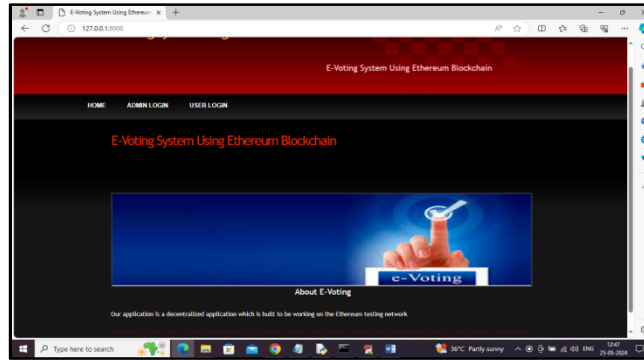 E-Voting System Using Ethereum
127.0.0.1:8000
E-Voting System Using Ethereum Blockchain
HOME ADMIN LOGIN USER LOGIN
E-Voting System Using Ethereum Blockchain
e-Voting
About E-Voting
Our application is a decentralized application which is built to be working on the Ethereum testing network
Type here to search
36°C Partly sunny
ENG
12:47
25-05-2024